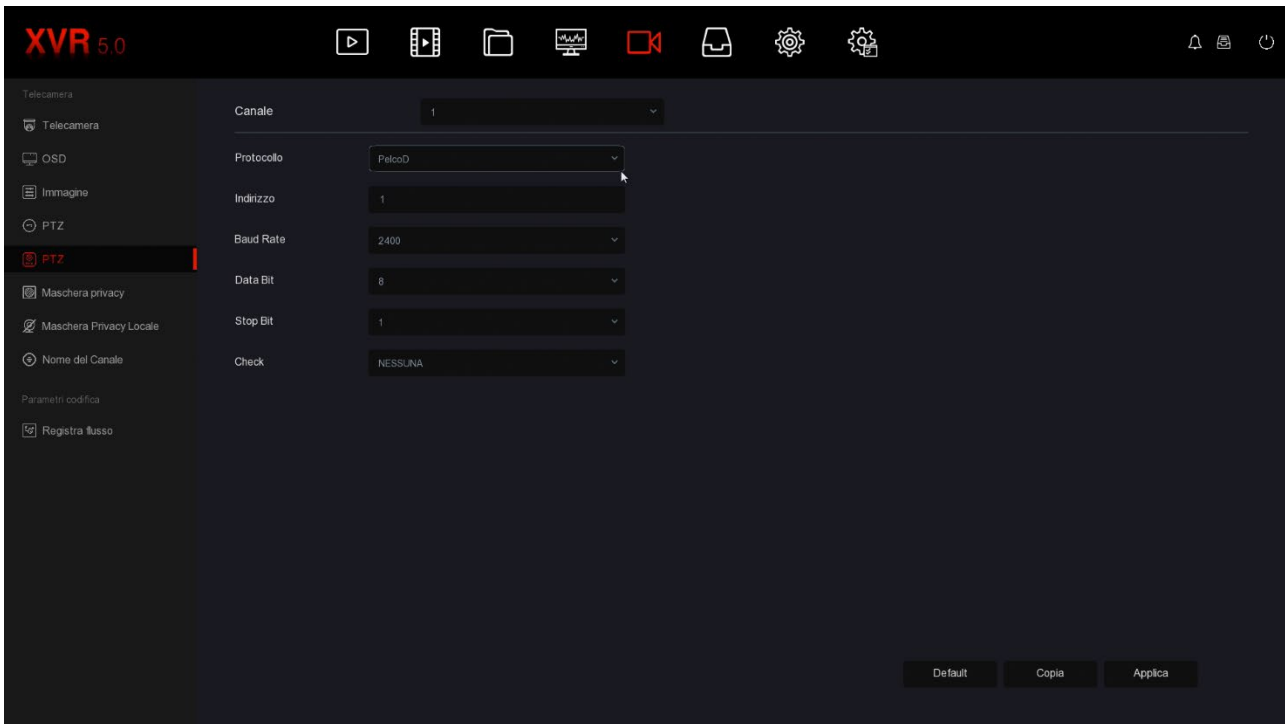 XVR 5.0
Telecamera
Telecamera
OSD
Immagine
PTZ
PTZ
Maschera privacy
Maschera Privacy Locale
Nome del Canale
Parametri codifica
Registra flusso
Canale 1
Protocollo PelcoD
Indirizzo 1
Baud Rate 2400
Data Bit 8
Stop Bit 1
Check NESSUNA
Default Copia Applica